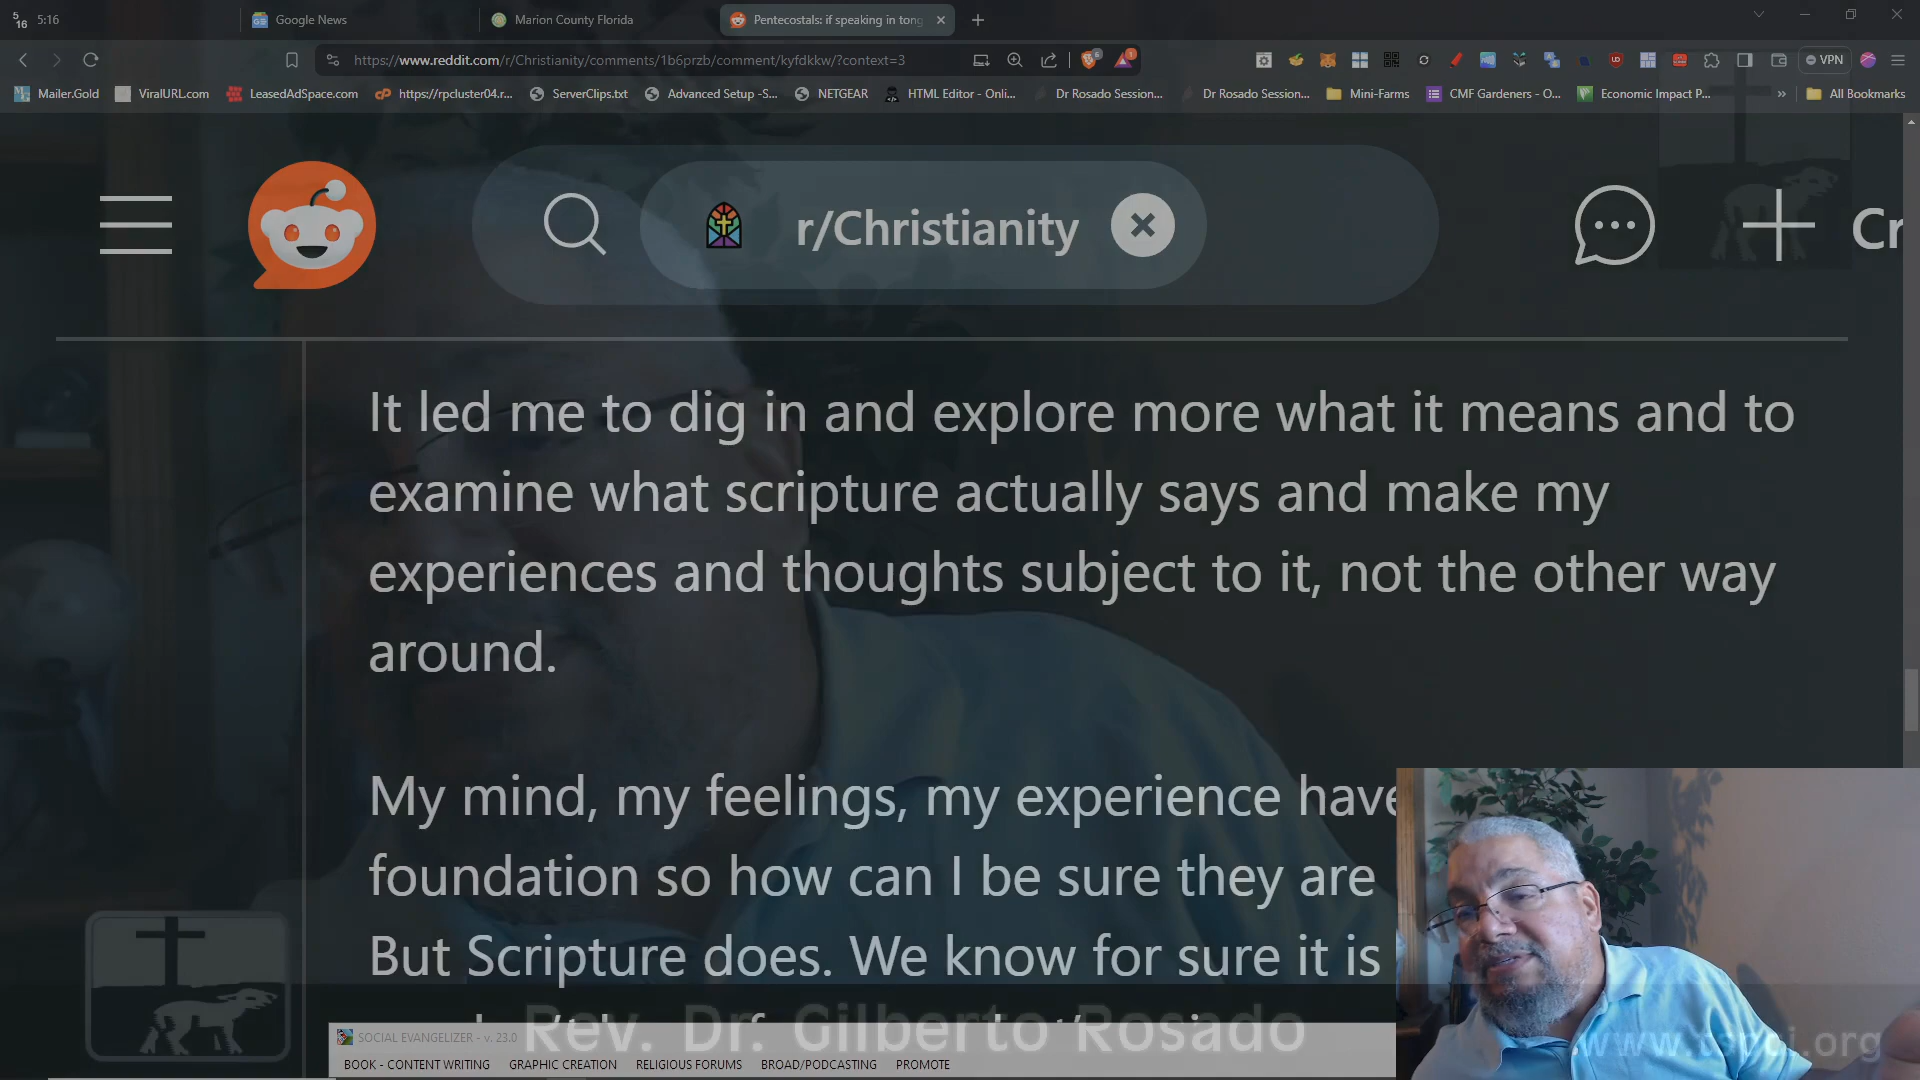 5:16
5
16
Google News
Marion County Florida
Pentecostals: if speaking in tong
https://www.reddit.com/r/Christianity/comments/1b6przb/comment/kyfdkkw/?context=3
6
1
VPN
Mailer.Gold
ViralURL.com
LeasedAdSpace.com
https://rpcluster04.r...
ServerClips.txt
Advanced Setup -S...
NETGEAR
HTML Editor - Onli...
Dr Rosado Session...
Dr Rosado Session...
Mini-Farms
CMF Gardeners - O...
Economic Impact P...
All Bookmarks
r/Christianity
Cr
It led me to dig in and explore more what it means and to
examine what scripture actually says and make my
experiences and thoughts subject to it, not the other way
around.
My mind, my feelings, my experience have
foundation so how can I be sure they are
But Scripture does. We know for sure it is
Rev. Dr. Gilberto Rosado
SOCIAL EVANGELIZER - v. 23.0
BOOK - CONTENT WRITING GRAPHIC CREATION RELIGIOUS FORUMS BROAD/PODCASTING PROMOTE